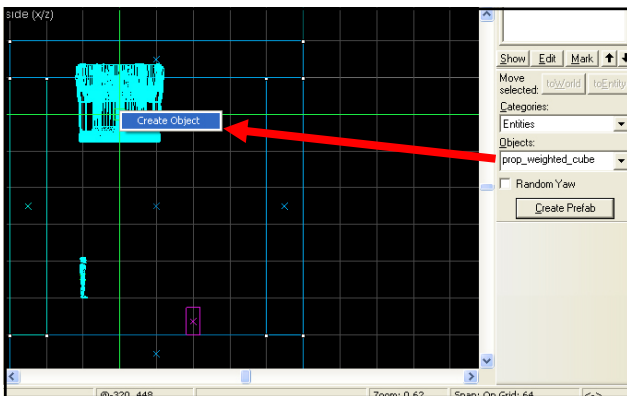 side (x/z)
Create Object
Show Edit Mark
Move
selected: toWorld toEntity
Categories:
Entities
Objects:
prop_weighted_cube
Random Yaw
Create Prefab
@-320, 448
Zoom: 0.62
Snap: On Grid: 64
<->